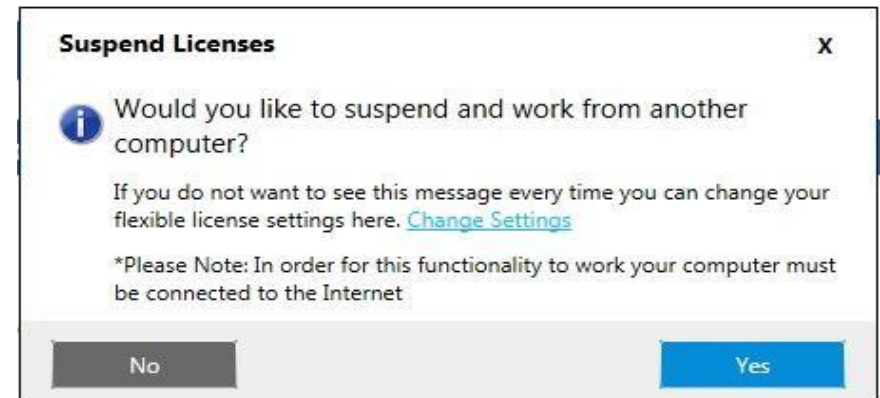 Suspend Licenses X
Would you like to suspend and work from another
computer?
If you do not want to see this message every time you can change your
flexible license settings here. Change Settings
*Please Note: In order for this functionality to work your computer must
be connected to the Internet
No Yes